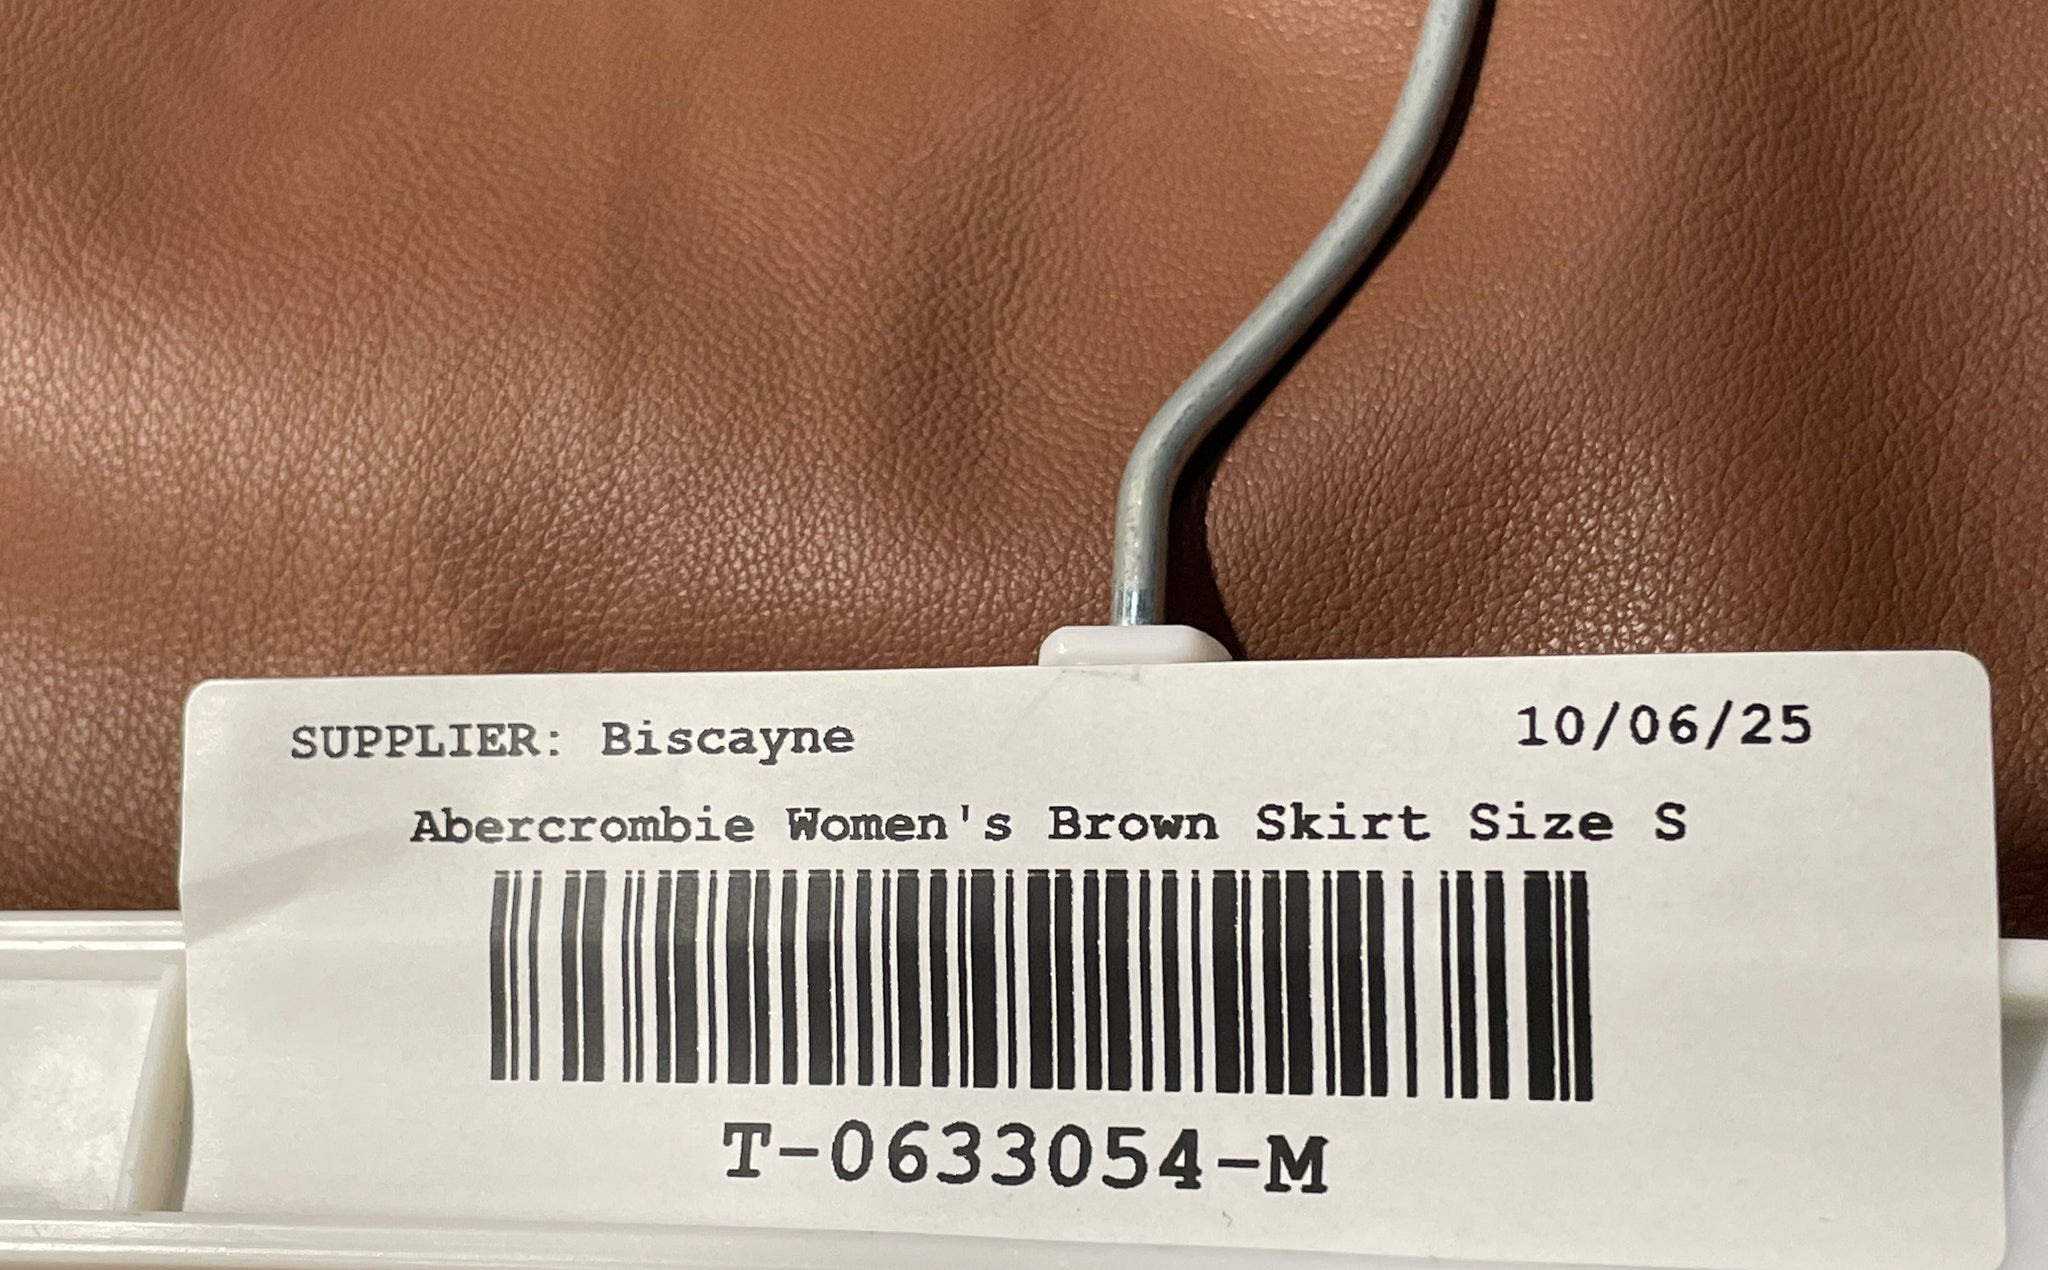 SUPPLIER: Biscayne 10/06/25
Abercrombie Women's Brown Skirt Size S
T-0633054-M